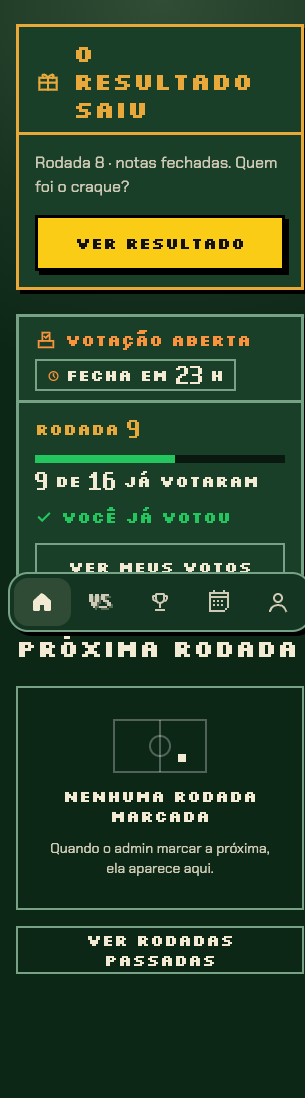 O
RESULTADO
SAIU
Rodada 8 · notas fechadas. Quem
foi o craque?
VER RESULTADO
VOTAÇÃO ABERTA
FECHA EM 23 H
RODADA 9
9 DE 16 JÁ VOTARAM
VOCÊ JÁ VOTOU
VER MEUS VOTOS
VS
PRÓXIMA RODADA
NENHUMA RODADA
MARCADA
Quando o admin marcar a próxima,
ela aparece aqui.
VER RODADAS
PASSADAS